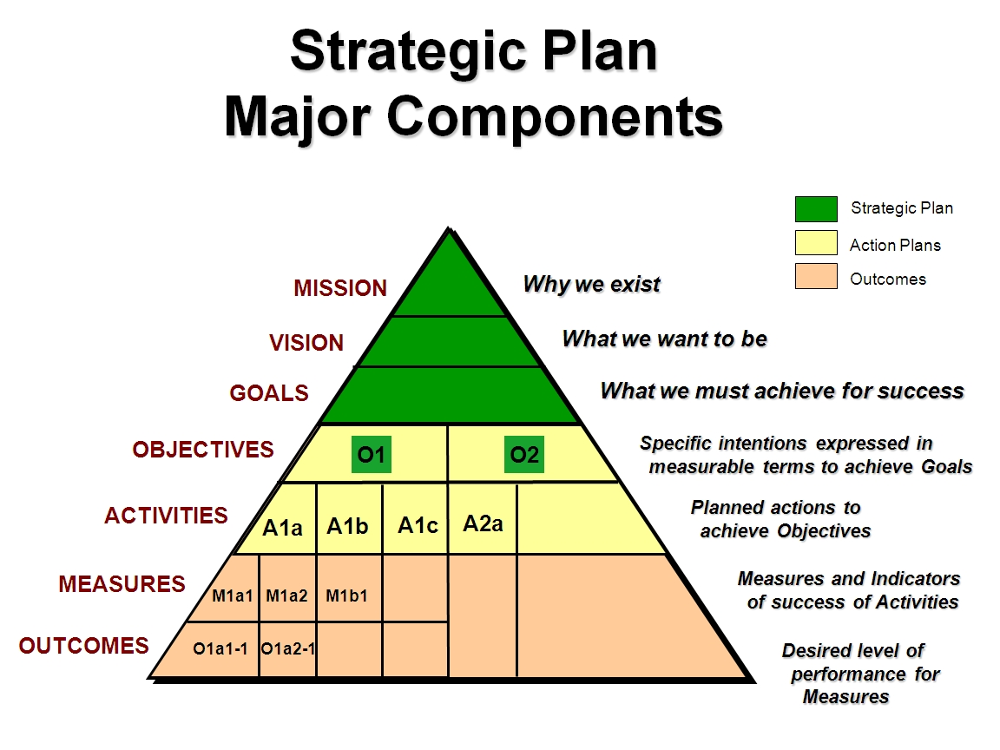 Strategic Plan
Major Components
Strategic Plan
Action Plans
Outcomes
MISSION
Why we exist
VISION
What we want to be
GOALS
What we must achieve for success
OBJECTIVES
O1
O2
Specific intentions expressed in
measurable terms to achieve Goals
ACTIVITIES
A1a
A1b
A1c
A2a
Planned actions to
achieve Objectives
MEASURES
M1a1
M1a2
M1b1
Measures and Indicators
of success of Activities
OUTCOMES
O1a1-1
O1a2-1
Desired level of
performance for
Measures